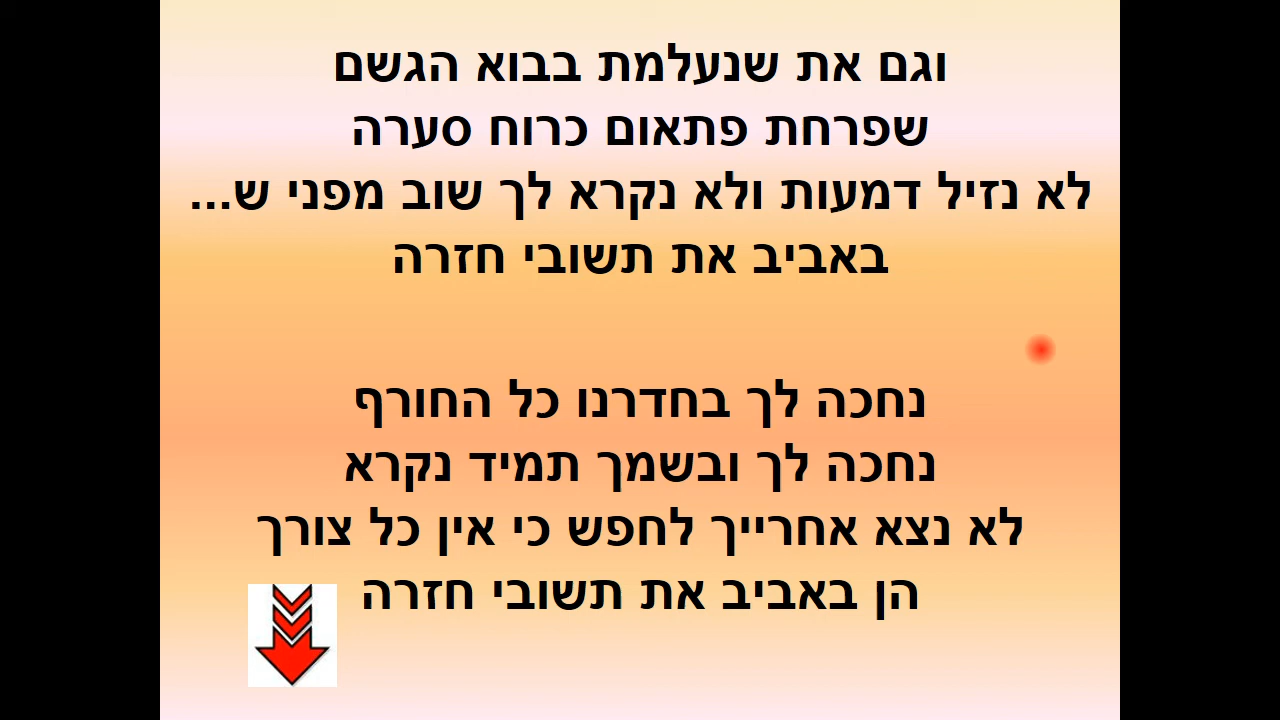 וגם את שנעלמת בבוא הגשם
שפרחת פתאום כרוח סערה
לא נזיל דמעות ולא נקרא לך שוב מפני ש...
באביב את תשובי חזרה
נחכה לך בחדרנו כל החורף
נחכה לך ובשמך תמיד נקרא
לא נצא אחרייך לחפש כי אין כל צורך
הן באביב את תשובי חזרה